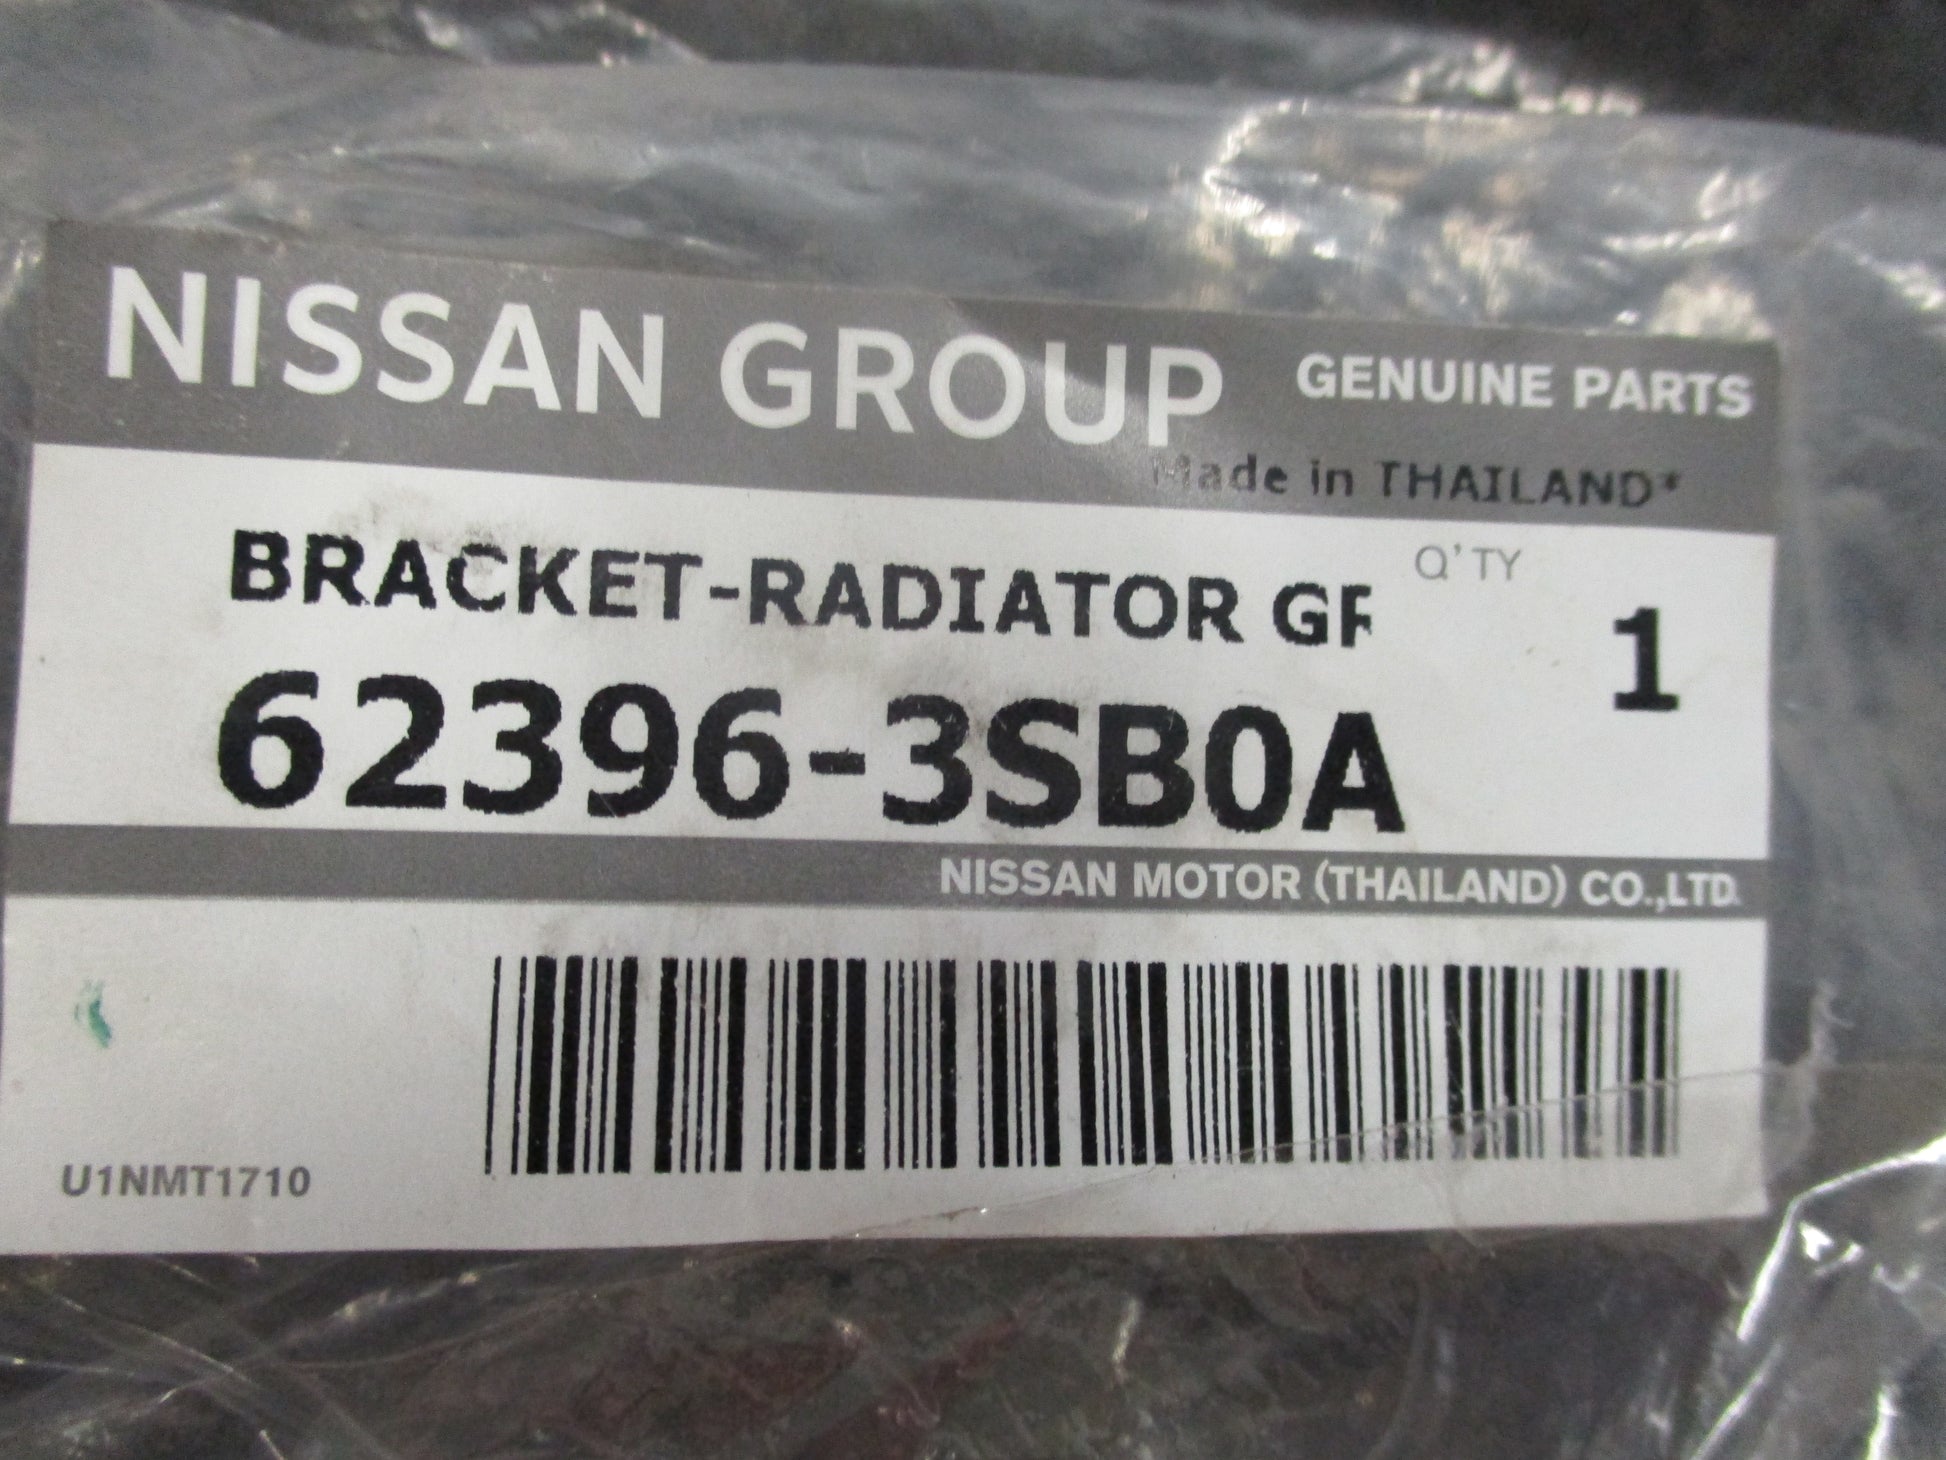 NISSAN GROUP GENUINE PARTS
Made in THAILAND*
BRACKET-RADIATOR GR Q'TY
1
62396-3SB0A
NISSAN MOTOR (THAILAND) CO.,LTD.
U1NMT1710